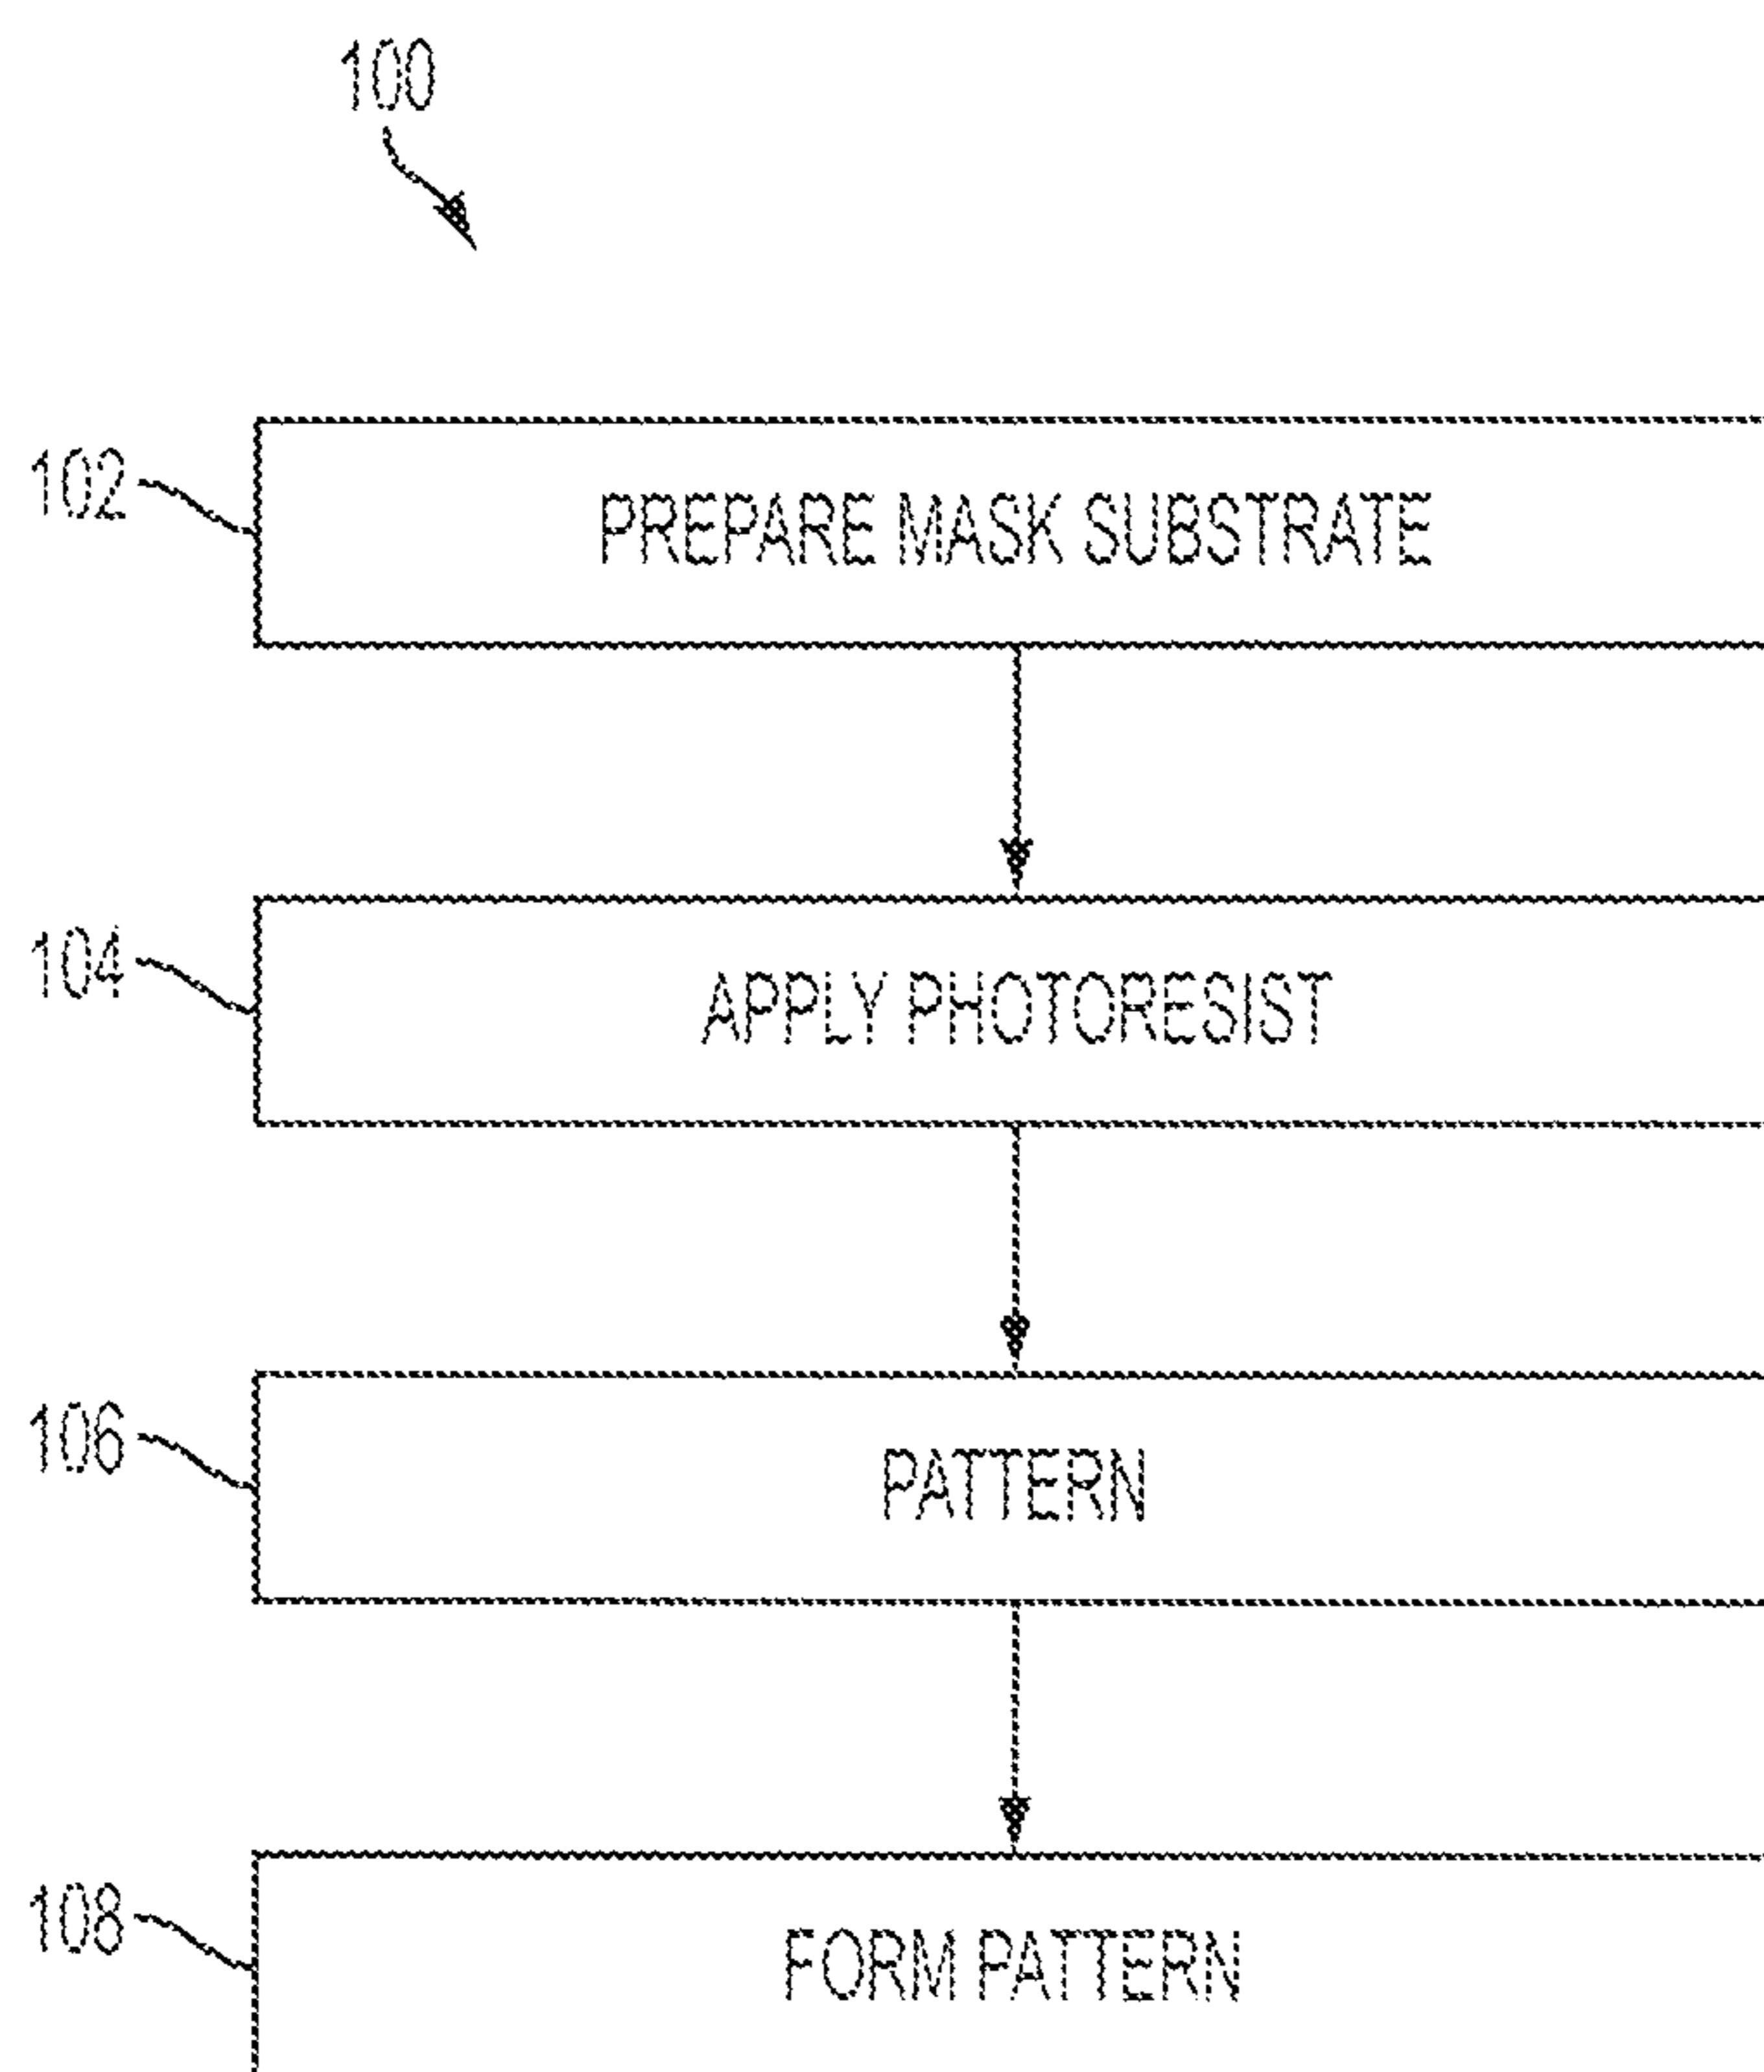 100
102
PREPARE MASK SUBSTRATE
104
APPLY PHOTORESIST
106
PATTERN
108
FORM PATTERN